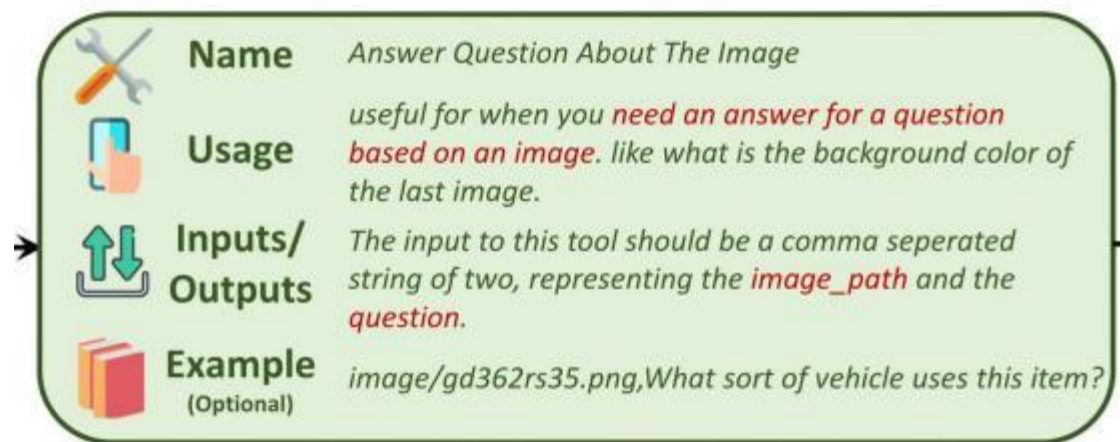 Name Answer Question About The Image
Usage useful for when you need an answer for a question
based on an image. like what is the background color of
the last image.
Inputs/
Outputs The input to this tool should be a comma seperated
string of two, representing the image_path and the
question.
Example
(Optional) image/gd362rs35.png,What sort of vehicle uses this item?